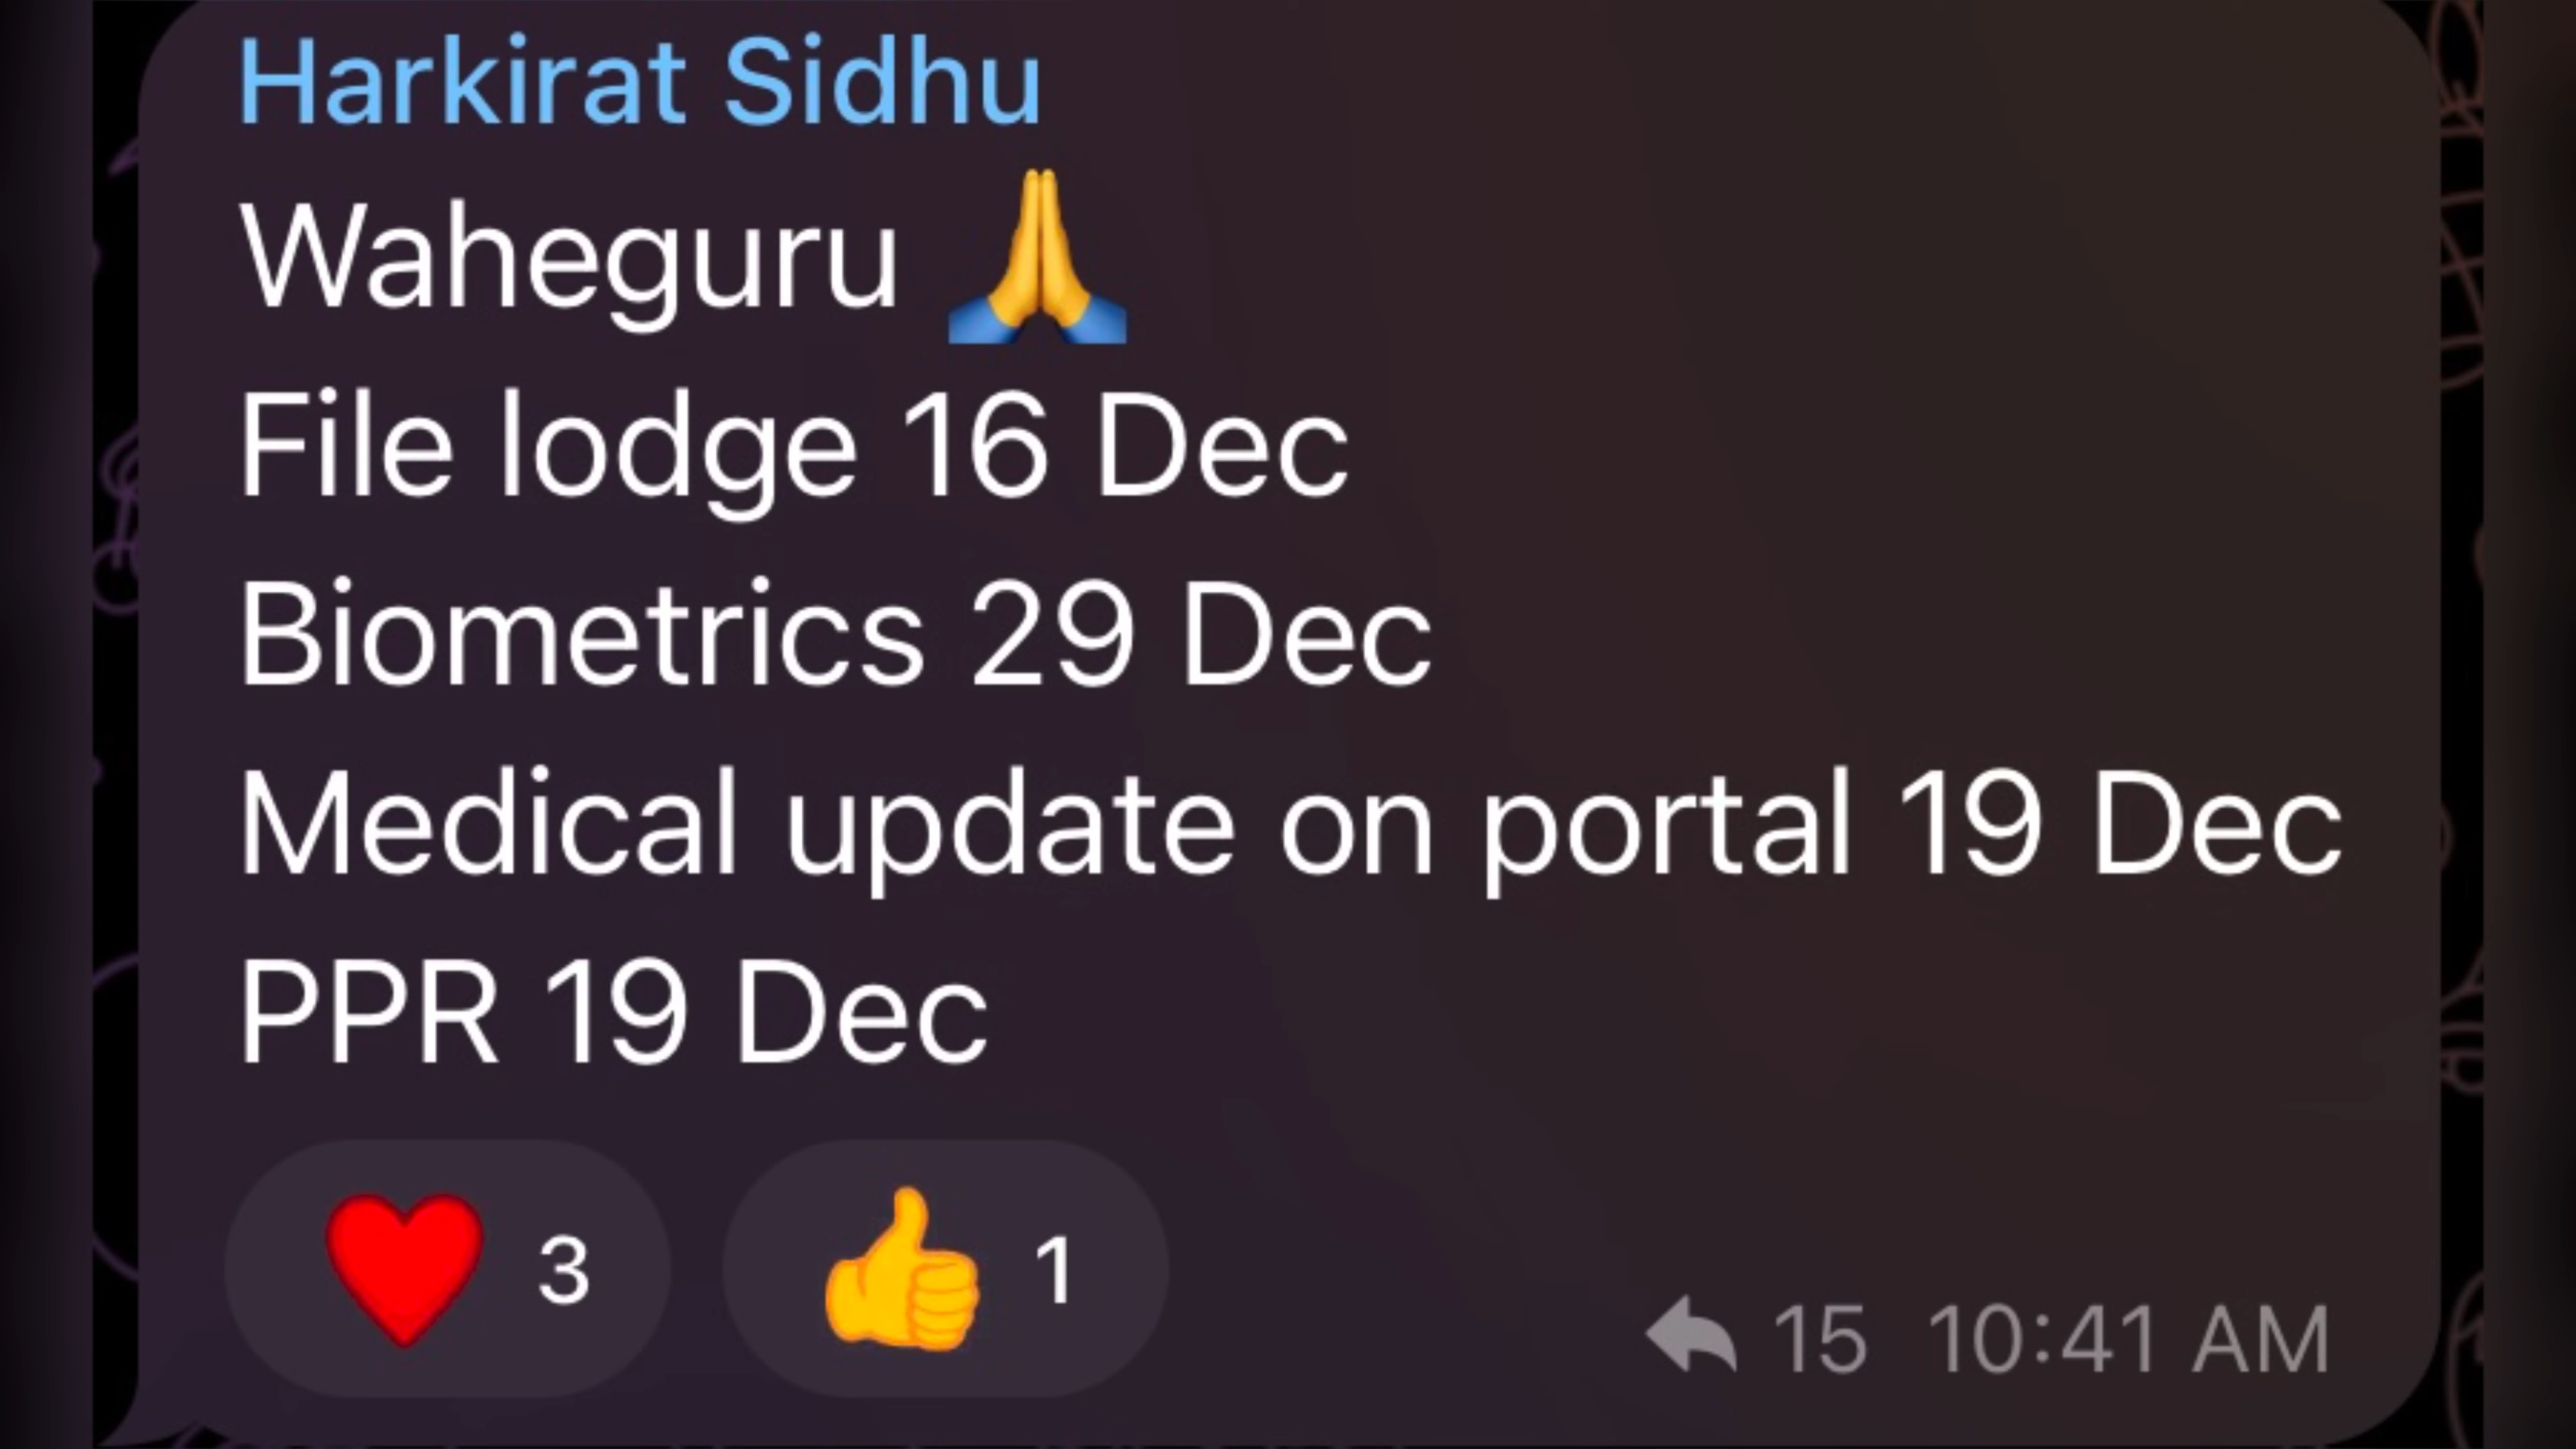 Harkirat Sidhu
Waheguru 🙏
File lodge 16 Dec
Biometrics 29 Dec
Medical update on portal 19 Dec
PPR 19 Dec
❤️ 3 👍 1
15 10:41 AM